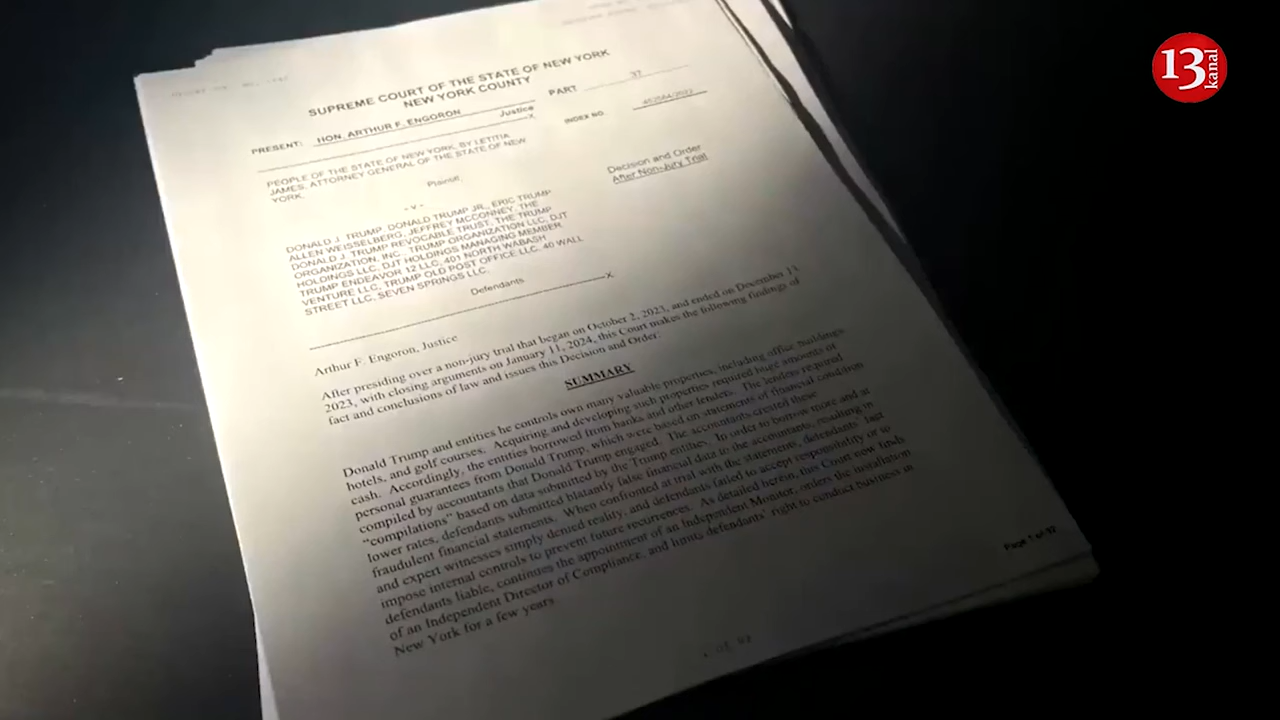 13
kanal
SUPREME COURT OF THE STATE OF NEW YORK
NEW YORK COUNTY
PRESENT: HON. ARTHUR F. ENGORON
Justice
PART 37
INDEX NO.
PEOPLE OF THE STATE OF NEW YORK, BY LETITIA
JAMES, ATTORNEY GENERAL OF THE STATE OF NEW
YORK,
Plaintiff
- v -
Decision and Order
After Non-Jury Trial
DONALD J. TRUMP, DONALD TRUMP JR., ERIC TRUMP
ALLEN WEISSELBERG, JEFFREY MCCONNEY, THE
DONALD J. TRUMP REVOCABLE TRUST, THE TRUMP
ORGANIZATION, INC., TRUMP ORGANIZATION LLC, DJT
HOLDINGS LLC, DJT HOLDINGS MANAGING MEMBER
TRUMP ENDEAVOR 12 LLC, 401 NORTH WABASH
VENTURE LLC, TRUMP OLD POST OFFICE LLC, 40 WALL
STREET LLC, SEVEN SPRINGS LLC,
Defendants
X
Arthur F. Engoron, Justice
After presiding over a non-jury trial that began on October 2, 2023, and ended on December 13,
2023, with closing arguments on January 11, 2024, this Court makes the following findings of
fact and conclusions of law and issues this Decision and Order:
SUMMARY
Donald Trump and entities he controls own many valuable properties, including office buildings,
hotels, and golf courses. Acquiring and developing such properties required huge amounts of
cash. Accordingly, the entities borrowed from banks and other lenders. The lenders required
personal guarantees from Donald Trump, which were based on statements of financial condition
compiled by accountants that Donald Trump engaged. The accountants created these
“compilations” based on data submitted by the Trump entities. In order to borrow more and at
lower rates, defendants submitted blatantly false financial data to the accountants, resulting in
fraudulent financial statements. When confronted at trial with the statements, defendants' fact
and expert witnesses simply denied reality, and defendants failed to accept responsibility or to
impose internal controls to prevent future recurrences. As detailed herein, this Court now finds
defendants liable, continues the appointment of an Independent Monitor, orders the installation
of an Independent Director of Compliance, and limits defendants' right to conduct business in
New York for a few years.
Page 1 of 92